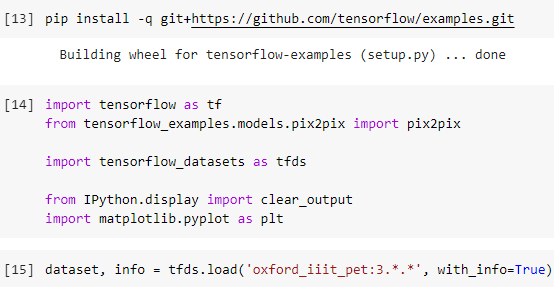 [13] pip install -q git+https://github.com/tensorflow/examples.git
Building wheel for tensorflow-examples (setup.py) ... done
[14] import tensorflow as tf
from tensorflow_examples.models.pix2pix import pix2pix
import tensorflow_datasets as tfds
from IPython.display import clear_output
import matplotlib.pyplot as plt
[15] dataset, info = tfds.load('oxford_iiit_pet:3.*.*', with_info=True)